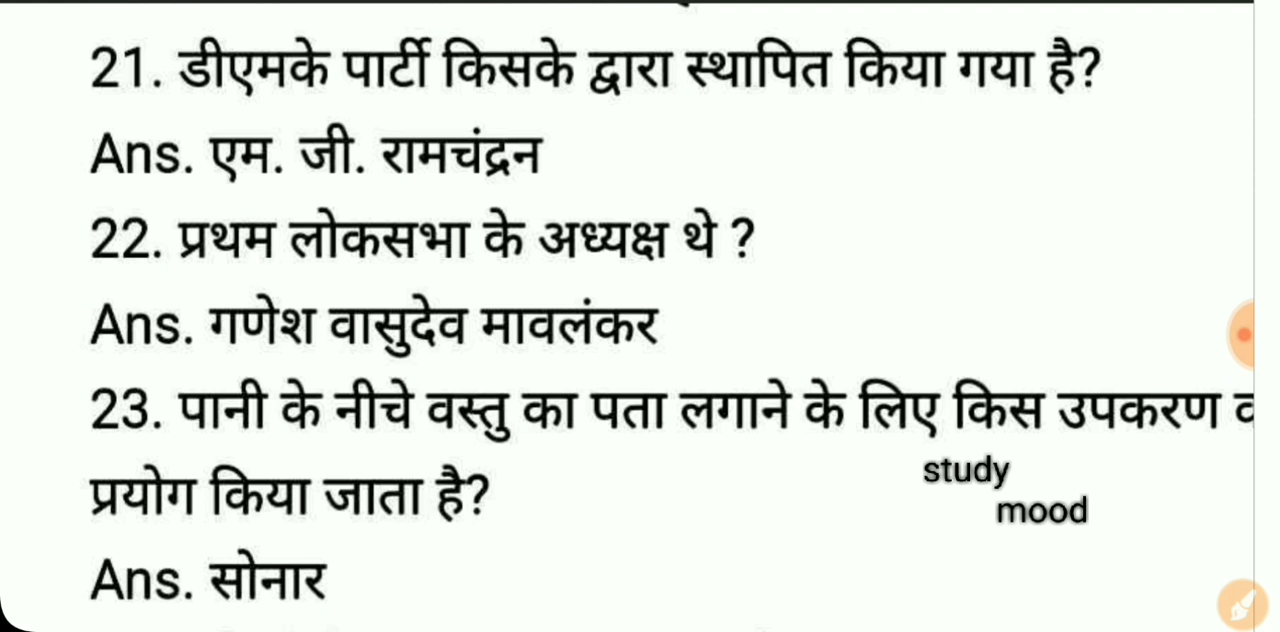 21. डीएमके पार्टी किसके द्वारा स्थापित किया गया है?
Ans. एम. जी. रामचंद्रन
22. प्रथम लोकसभा के अध्यक्ष थे ?
Ans. गणेश वासुदेव मावलंकर
23. पानी के नीचे वस्तु का पता लगाने के लिए किस उपकरण
study
प्रयोग किया जाता है?
mood
Ans. सोनार